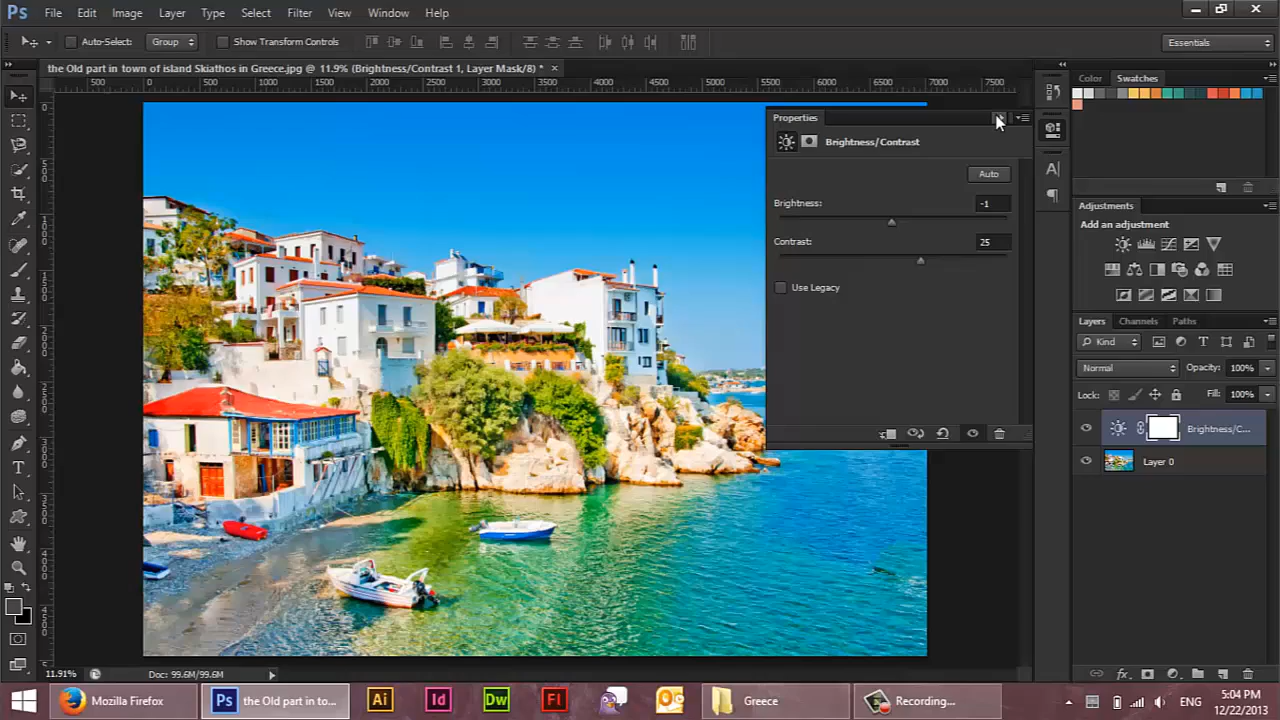 Ps File Edit Image Layer Type Select Filter 3D View Window Help
Auto-Select: Group Show Transform Controls Essentials
the Old part in town of island Skiathos in Greece.jpg @ 11.9% (Brightness/Contrast 1, Layer Mask/8) * ×
500 0 500 1000 1500 2000 2500 3000 3500 4000 4500 5000 5500 6000 6500 7000 7500
Color Swatches
Properties
Brightness/Contrast
Auto
Brightness: -1
Contrast: 25
Use Legacy
Adjustments
Add an adjustment
Layers Channels Paths
Kind
Normal Opacity: 100%
Lock: Fill: 100%
Brightness/C...
Layer 0
11.91% Doc: 99.6M/99.6M
Mozilla Firefox Ps the Old part in to... Ai Id Dw Fl Greece Recording... ENG 5:04 PM
12/22/2013